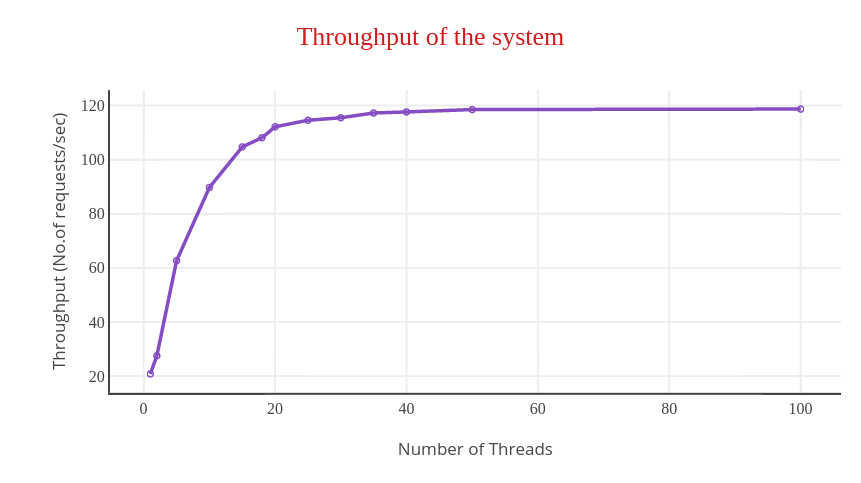 Throughput of the system
Throughput (No.of requests/sec)
120
100
80
60
40
20
0 20 40 60 80 100
Number of Threads